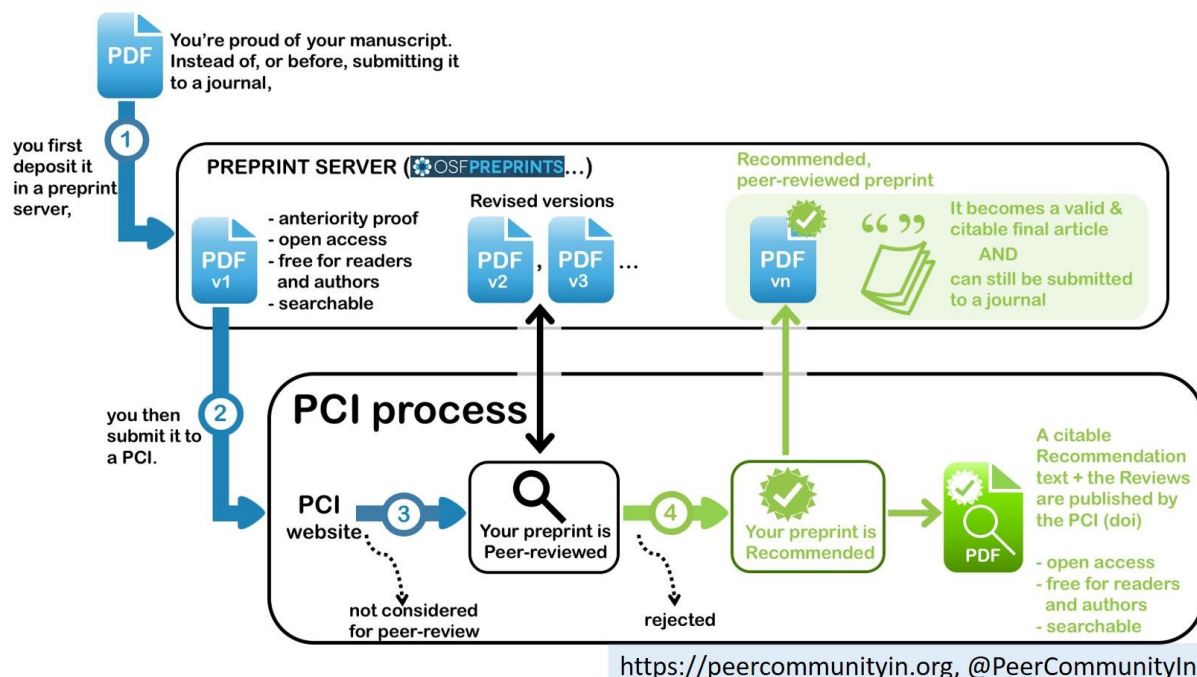 PDF
You're proud of your manuscript.
Instead of, or before, submitting it
to a journal,
1
you first
deposit it
in a preprint
server,
PREPRINT SERVER (OSFPREPRINTS...)
PDF
v1
- anteriority proof
- open access
- free for readers
and authors
- searchable
Revised versions
PDF
v2
,
PDF
v3
...
Recommended,
peer-reviewed preprint
PDF
vn
“ ”
It becomes a valid &
citable final article
AND
can still be submitted
to a journal
2
you then
submit it to
a PCI.
PCI process
PCI
website
3
not considered
for peer-review
Your preprint is
Peer-reviewed
4
rejected
Your preprint is
Recommended
PDF
A citable
Recommendation
text + the Reviews
are published by
the PCI (doi)
- open access
- free for readers
and authors
- searchable
https://peercommunityin.org, @PeerCommunityIn